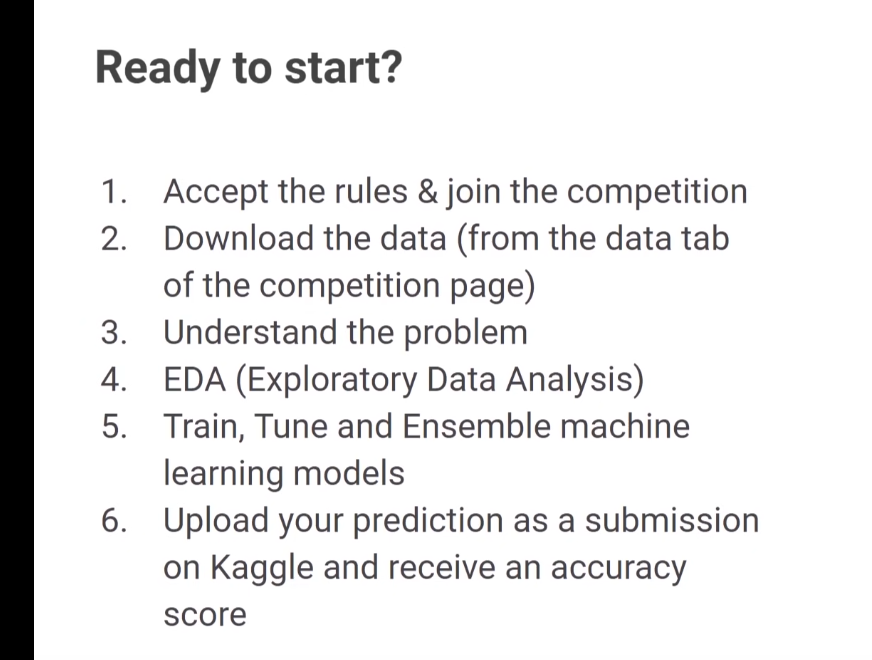 Ready to start?
1. Accept the rules & join the competition
2. Download the data (from the data tab
of the competition page)
3. Understand the problem
4. EDA (Exploratory Data Analysis)
5. Train, Tune and Ensemble machine
learning models
6. Upload your prediction as a submission
on Kaggle and receive an accuracy
score